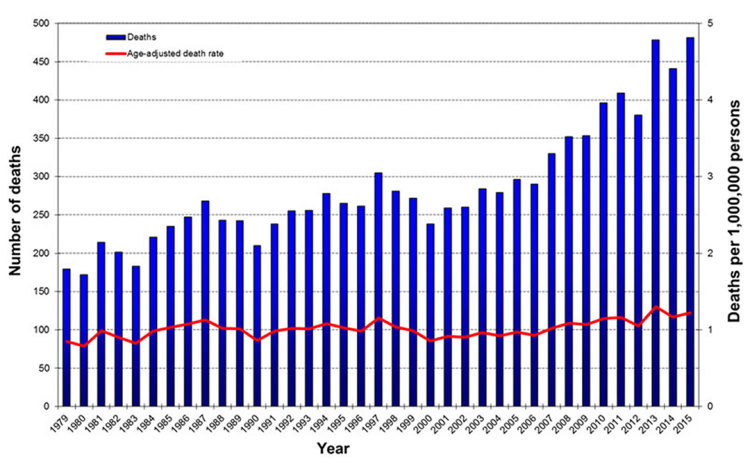 500
450
400
350
300
250
200
150
100
50
0
Number of deaths
Deaths
Age-adjusted death rate
5
4
3
2
1
0
Deaths per 1,000,000 persons
1979 1980 1981 1982 1983 1984 1985 1986 1987 1988 1989 1990 1991 1992 1993 1994 1995 1996 1997 1998 1999 2000 2001 2002 2003 2004 2005 2006 2007 2008 2009 2010 2011 2012 2013 2014 2015
Year